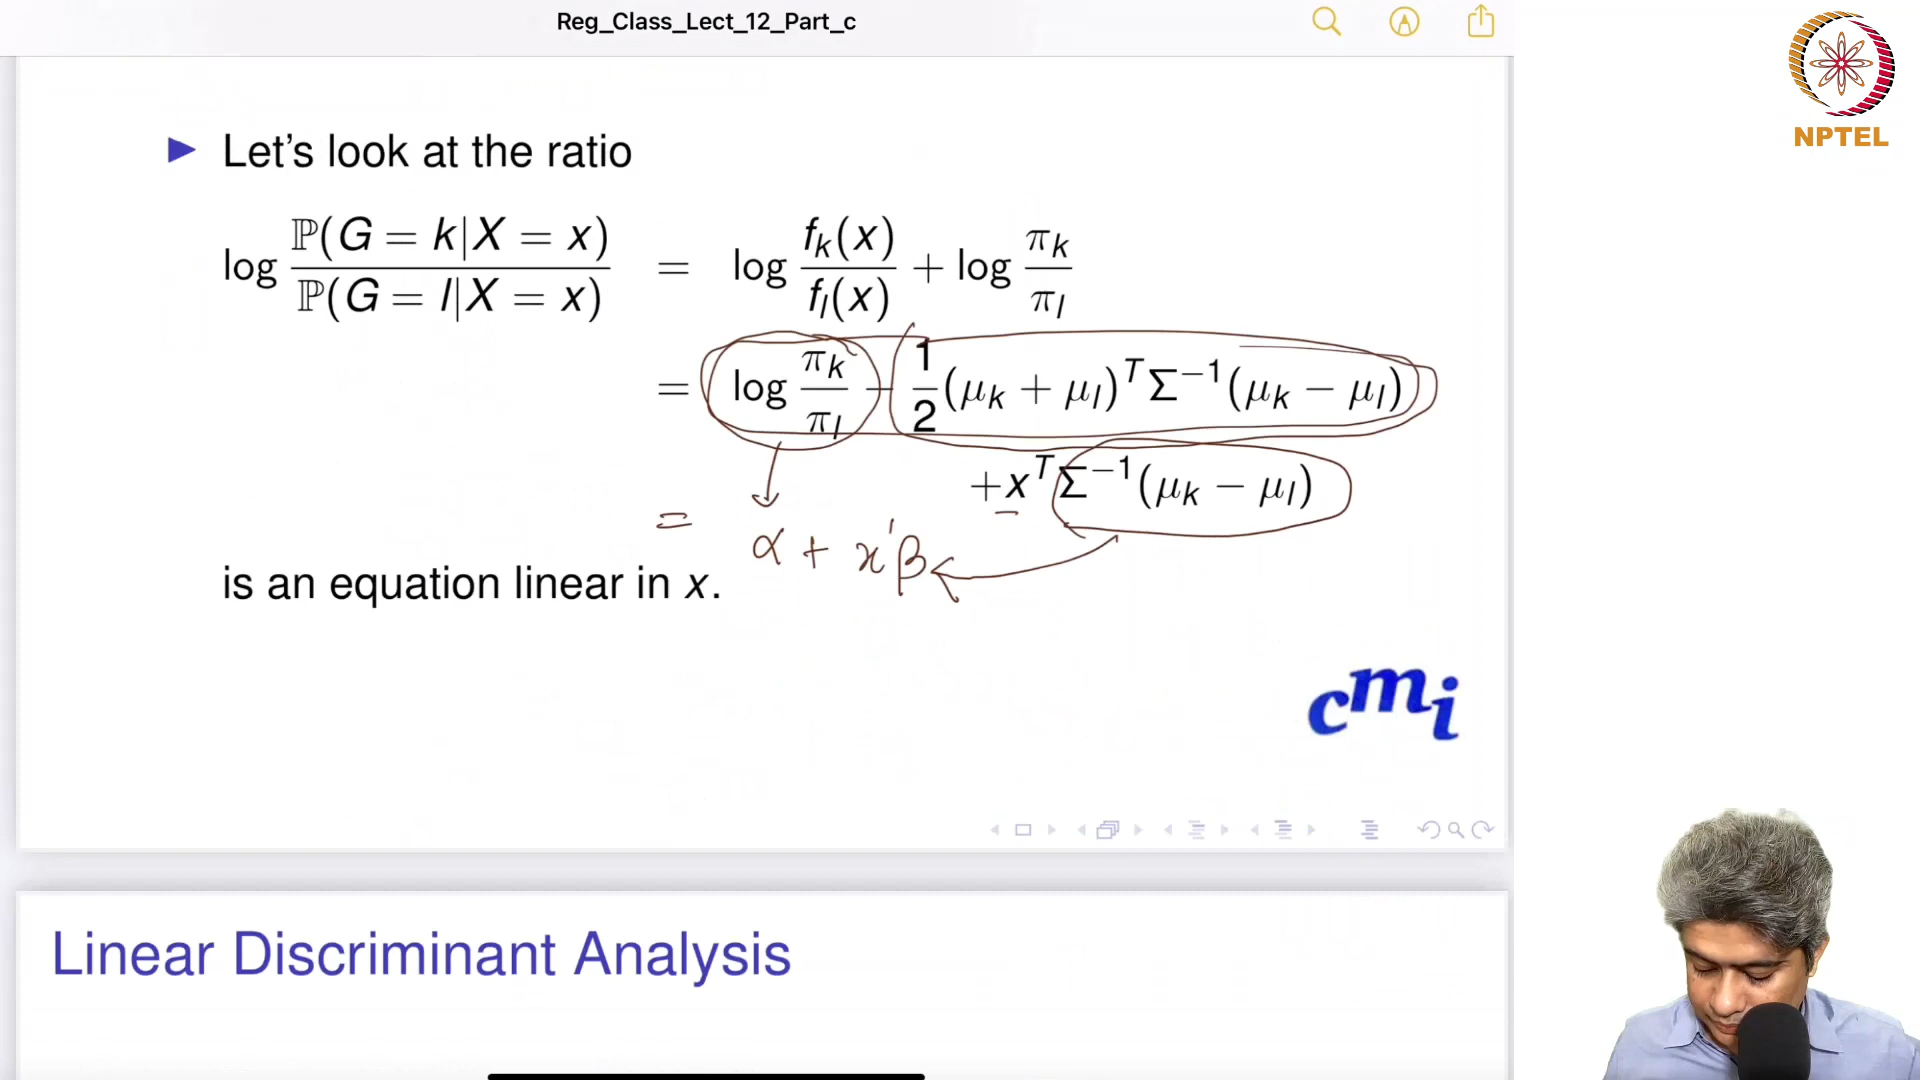 Reg_Class_Lect_12_Part_c
NPTEL
▶ Let's look at the ratio
log ℙ(G = k|X = x) / ℙ(G = l|X = x) = log f_k(x) / f_l(x) + log π_k / π_l
= log π_k / π_l − 1/2 (μ_k + μ_l)^T Σ^−1 (μ_k − μ_l)
+x^T Σ^−1 (μ_k − μ_l)
= α + x'β
is an equation linear in x.
cmi
Linear Discriminant Analysis